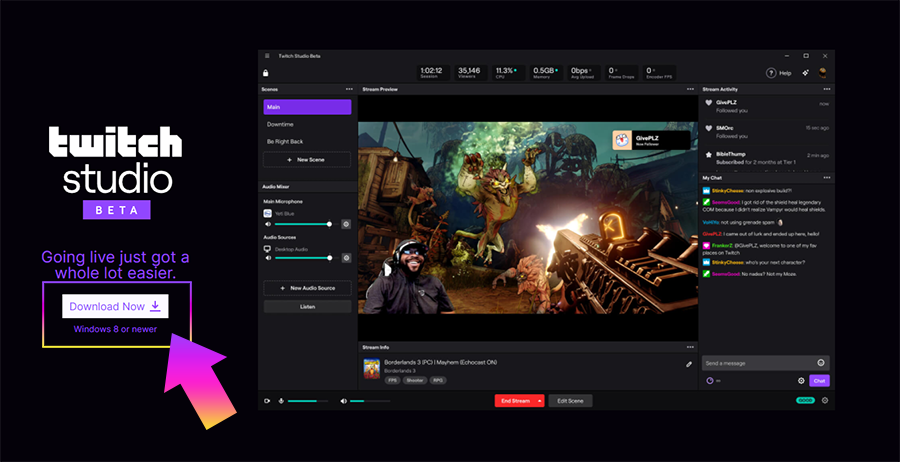 twitch
studio
BETA
Going live just got a
whole lot easier.
Download Now
Windows 8 or newer
Twitch Studio Beta
1:02:12
Session
35,146
Viewers
11.3%
CPU
0.5GB
Memory
0bps
Avg Upload
0
Frame Drops
0
Encoder FPS
Help
Scenes
Main
Downtime
Be Right Back
+ New Scene
Audio Mixer
Main Microphone
Yeti Blue
Audio Sources
Desktop Audio
+ New Audio Source
Listen
Stream Preview
GivePLZ
New Follower
Stream Info
Borderlands 3 (PC) | Mayhem (Echocast ON)
Borderlands 3
FPS
Shooter
RPG
End Stream
Edit Scene
Stream Activity
GivePLZ
Followed you
now
SMOrc
Followed you
15 sec ago
BibleThump
Subscribed for 2 months at Tier 1
2 min ago
My Chat
StinkyCheese: nun explosive build?!
I got rid of the shield heal legendary
COM because I didn't realize Vampyr would heal shields.
not using grenade spam
GivePLZ: I came out of lurk and ended up here, hello!
FrankerZ: @GivePLZ, welcome to one of my fav
places on Twitch
StinkyCheese: who's your next character?
No nadez? Not my Moze.
Send a message
Chat
GOOD